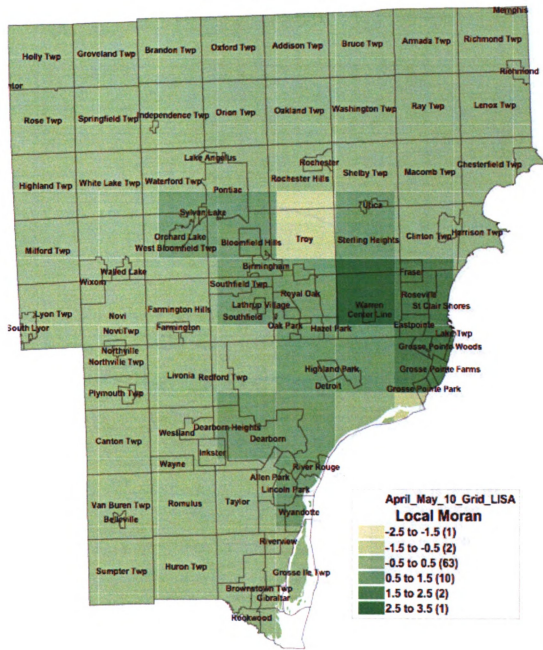 Memphis
Holly Twp Groveland Twp Brandon Twp Oxford Twp Addison Twp Bruce Twp Armada Twp Richmond Twp
Richmond
Rose Twp Springfield Twp Independence Twp Orion Twp Oakland Twp Washington Twp Ray Twp Lenox Twp
Lake Angelus Rochester Chesterfield Twp
Highland Twp White Lake Twp Waterford Twp Pontiac Rochester Hills Shelby Twp Macomb Twp
Sylvan Lake Utica
Orchard Lake
Milford Twp West Bloomfield Twp Bloomfield Hills Troy Sterling Heights Clinton Twp Harrison Twp
Walled Lake Birmingham Fraser
Wixom Southfield Twp Royal Oak Warren Roseville
Lyon Twp Novi Farmington Hills Lathrup Village Center Line St Clair Shores
South Lyon Novi Twp Farmington Southfield Oak Park Hazel Park Eastpointe
Lake Twp
Northville Grosse Pointe Woods
Northville Twp Livonia Redford Twp Highland Park Grosse Pointe Farms
Plymouth Twp Detroit Grosse Pointe Park
Canton Twp Westland Dearborn Heights Dearborn
Inkster
Wayne River Rouge
Allen Park
Van Buren Twp Romulus Taylor Lincoln Park
Belleville Wyandotte
Riverview
Sumpter Twp Huron Twp Grosse Ile Twp
Brownstown Twp
Gibraltar
Rockwood
April_May_10_Grid_LISA
Local Moran
-2.5 to -1.5 (1)
-1.5 to -0.5 (2)
-0.5 to 0.5 (63)
0.5 to 1.5 (10)
1.5 to 2.5 (2)
2.5 to 3.5 (1)